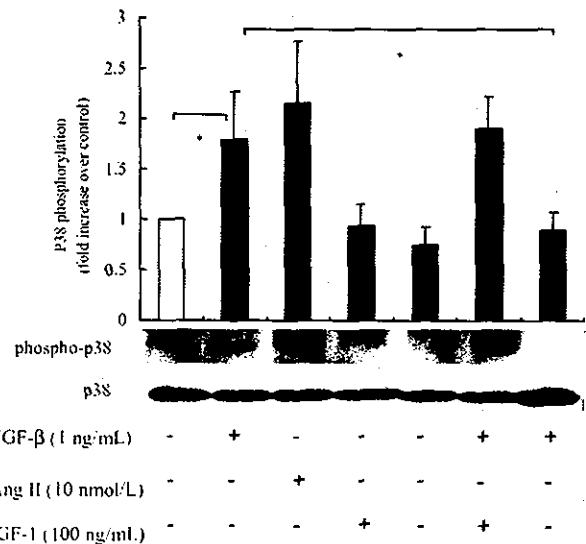 P38 phosphorylation
(fold increase over control)
3
2.5
2
1.5
1
0.5
0
*
*
phospho-p38
p38
GF-β (1 ng/mL) - + - - - + +
ng II (10 nmol/L) - - + - - - -
GF-1 (100 ng/mL) - - - + - + -